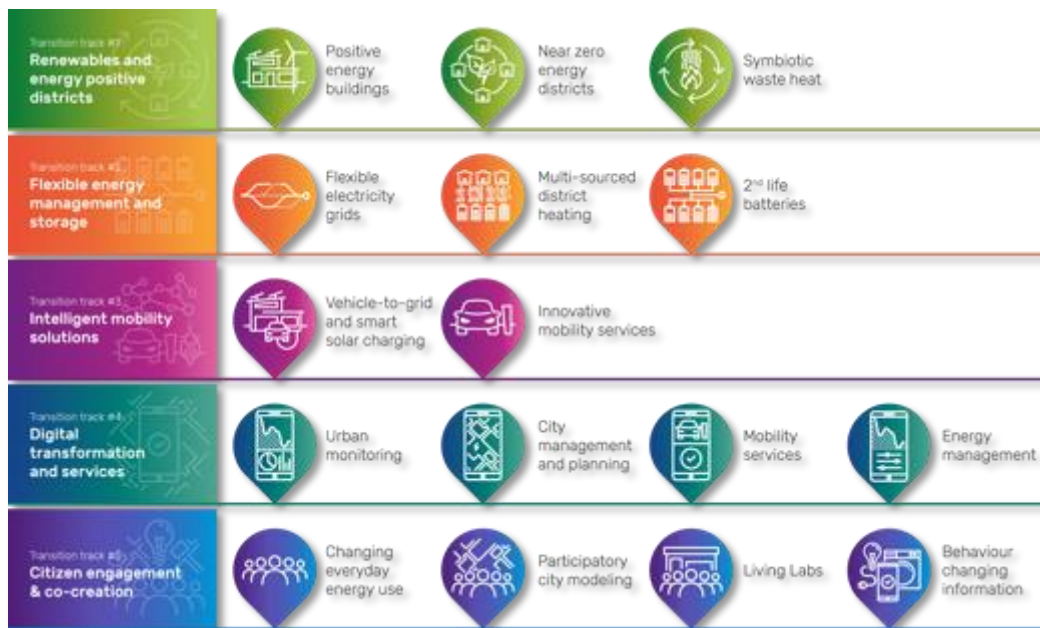 Transition track #1
Renewables and
energy positive
districts
Positive
energy
buildings
Near zero
energy
districts
Symbiotic
waste heat
Transition track #2
Flexible energy
management and
storage
Flexible
electricity
grids
Multi-sourced
district
heating
2nd life
batteries
Transition track #3
Intelligent mobility
solutions
Vehicle-to-grid
and smart
solar charging
Innovative
mobility services
Transition track #4
Digital
transformation
and services
Urban
monitoring
City
management
and planning
Mobility
services
Energy
management
Transition track #5
Citizen engagement
& co-creation
Changing
everyday
energy use
Participatory
city modeling
Living Labs
Behaviour
changing
information